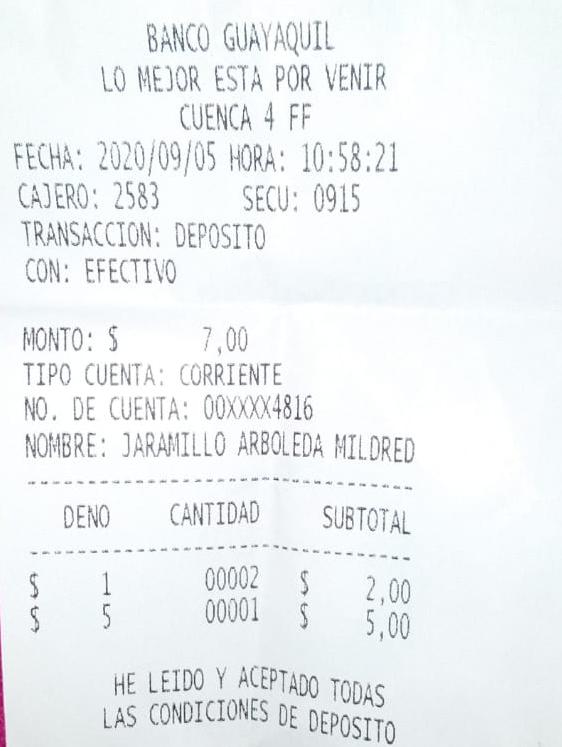 BANCO GUAYAQUIL
LO MEJOR ESTA POR VENIR
CUENCA 4 FF
FECHA: 2020/09/05 HORA: 10:58:21
CAJERO: 2583 SECU: 0915
TRANSACCION: DEPOSITO
CON: EFECTIVO
MONTO: $ 7,00
TIPO CUENTA: CORRIENTE
NO. DE CUENTA: 00XXXX4816
NOMBRE: JARAMILLO ARBOLEDA MILDRED
--------------------------------
DENO CANTIDAD SUBTOTAL
--------------------------------
$ 1 00002 $ 2,00
$ 5 00001 $ 5,00
HE LEIDO Y ACEPTADO TODAS
LAS CONDICIONES DE DEPOSITO